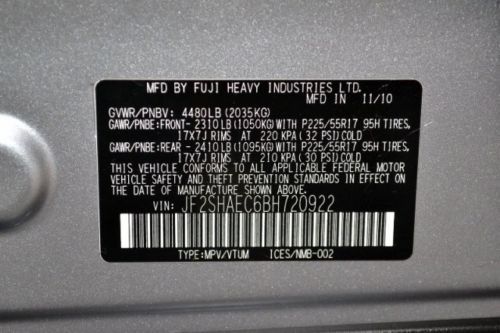 MFD BY FUJI HEAVY INDUSTRIES LTD.
MFD IN 11/10
GVWR/PNBV: 4480LB(2035KG)
GAWR/PNBE:FRONT- 2310LB(1050KG)WITH P225/55R17 95H TIRES,
17X7J RIMS AT 220 KPA(32 PSI)COLD
GAWR/PNBE:REAR - 2410LB(1095KG)WITH P225/55R17 95H TIRES,
17X7J RIMS AT 210 KPA(30 PSI)COLD
THIS VEHICLE CONFORMS TO ALL APPLICABLE FEDERAL MOTOR
VEHICLE SAFETY,BUMPER,
THEFT PREVENTION STANDARDS IN EFFECT
ON THE DATE OF MANUFACTURE SHOWN ABOVE.
VIN: JF2SHAEC6BH720922
TYPE:MPV/VTUM ICES/NMB-002